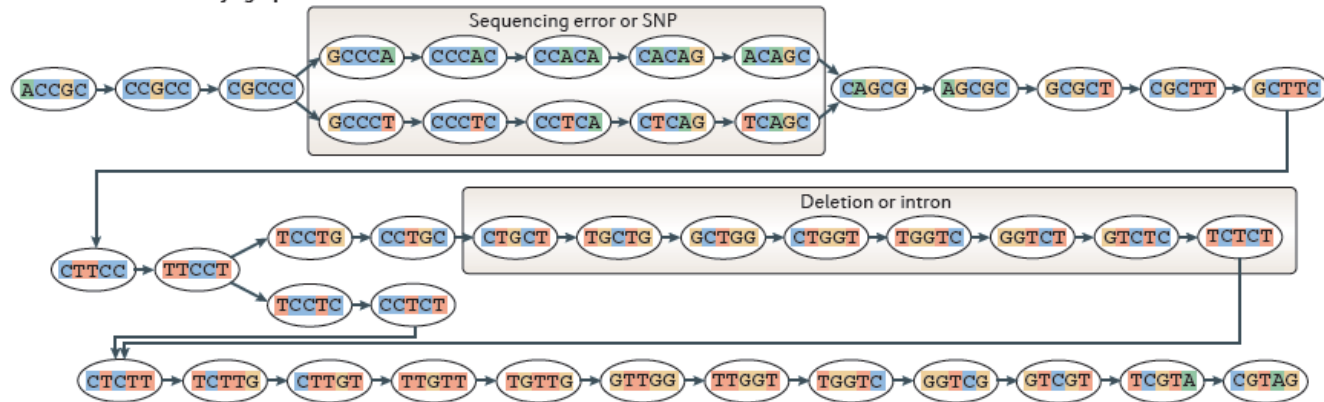 Sequencing error or SNP
GCCCA CCCAC CCACA CACAG ACAGC
ACCGC CCGCC CGCCC CAGCG AGCGC GCGCT CGCTT GCTTC
GCCCT CCCTC CCTCA CTCAG TCAGC
Deletion or intron
TCCTG CCTGC CTGCT TGCTG GCTGG CTGGT TGGTC GGTCT GTCTC TCTCT
CTTCC TTCCT
TCCTC CCTCT
CTCTT TCTTG CTTGT TTGTT TGTTG GTTGG TTGGT TGGTC GGTCG GTCGT TCGTA CGTAG